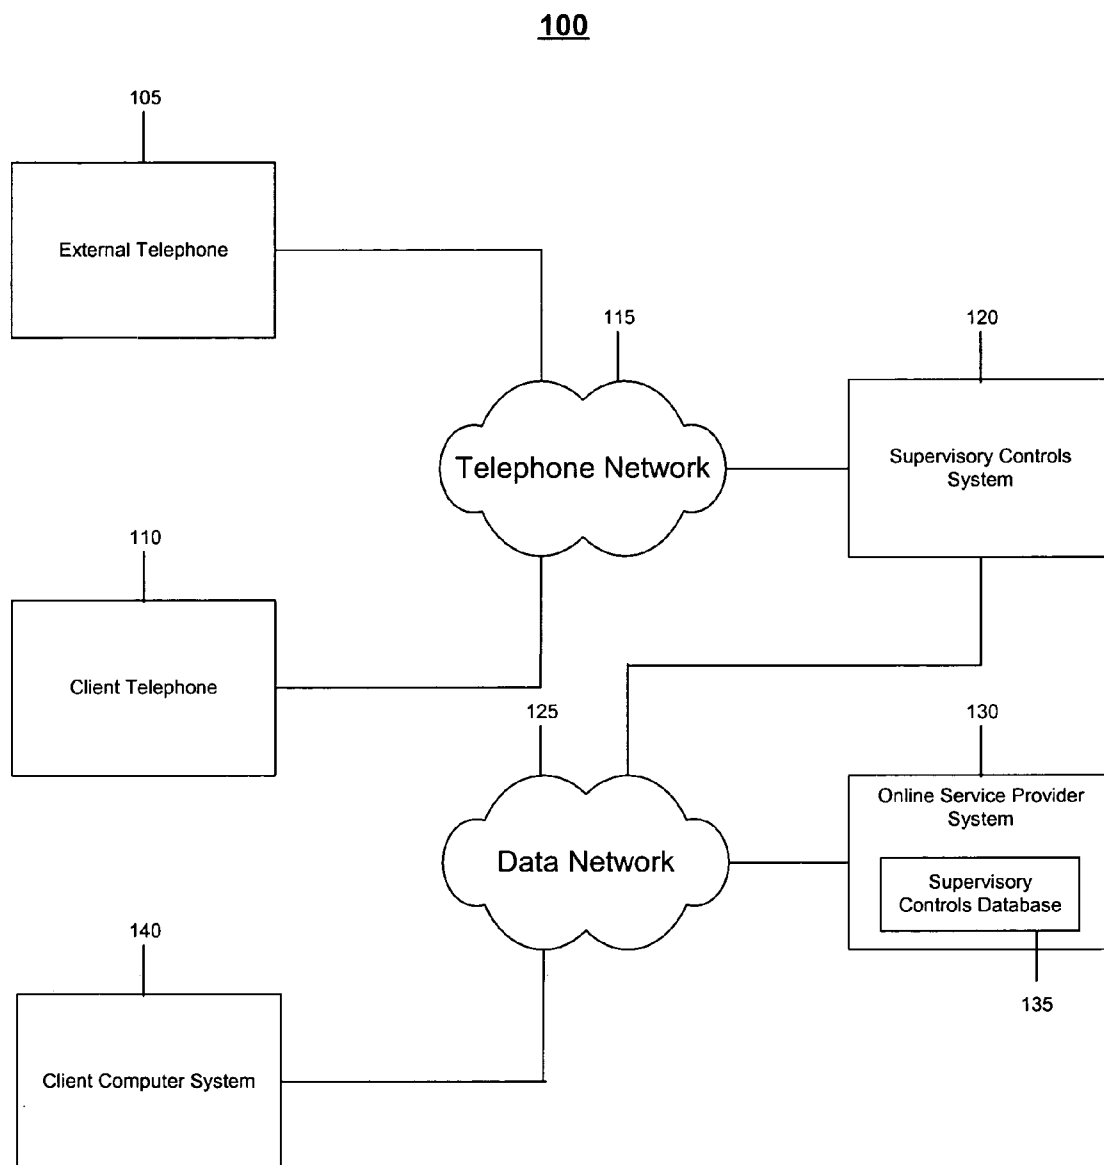 100
105
External Telephone
115
120
Telephone Network
Supervisory Controls
System
110
Client Telephone
125
130
Online Service Provider
System
Data Network
Supervisory
Controls Database
140
135
Client Computer System